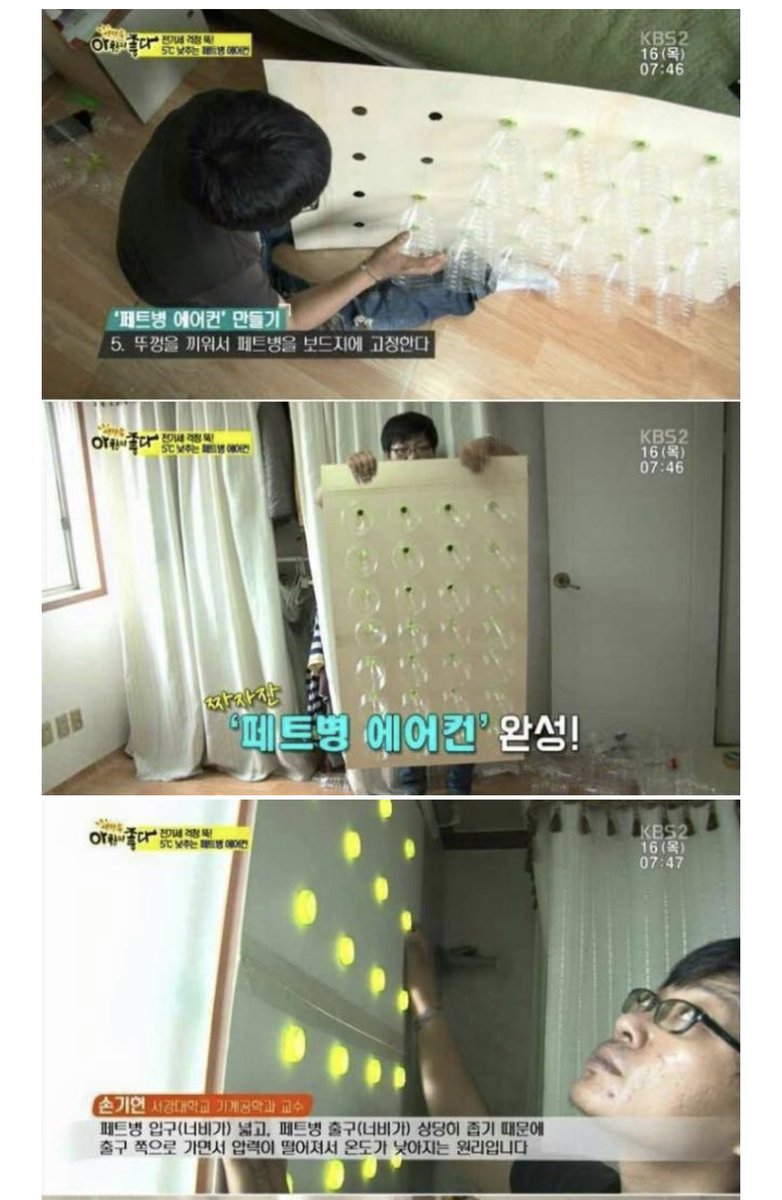 아침이 좋다
전기세 걱정 뚝!
5℃ 낮추는 페트병 에어컨
KBS2
16(목)
07:46
'페트병 에어컨' 만들기
5. 뚜껑을 끼워서 페트병을 보드지에 고정한다
아침이 좋다
전기세 걱정 뚝!
5℃ 낮추는 페트병 에어컨
KBS2
16(목)
07:46
짜자잔
'페트병 에어컨' 완성!
아침이 좋다
전기세 걱정 뚝!
5℃ 낮추는 페트병 에어컨
KBS2
16(목)
07:47
손기헌 서강대학교 기계공학과 교수
페트병 입구(너비가) 넓고, 페트병 출구(너비가) 상당히 좁기 때문에
출구 쪽으로 가면서 압력이 떨어져서 온도가 낮아지는 원리입니다